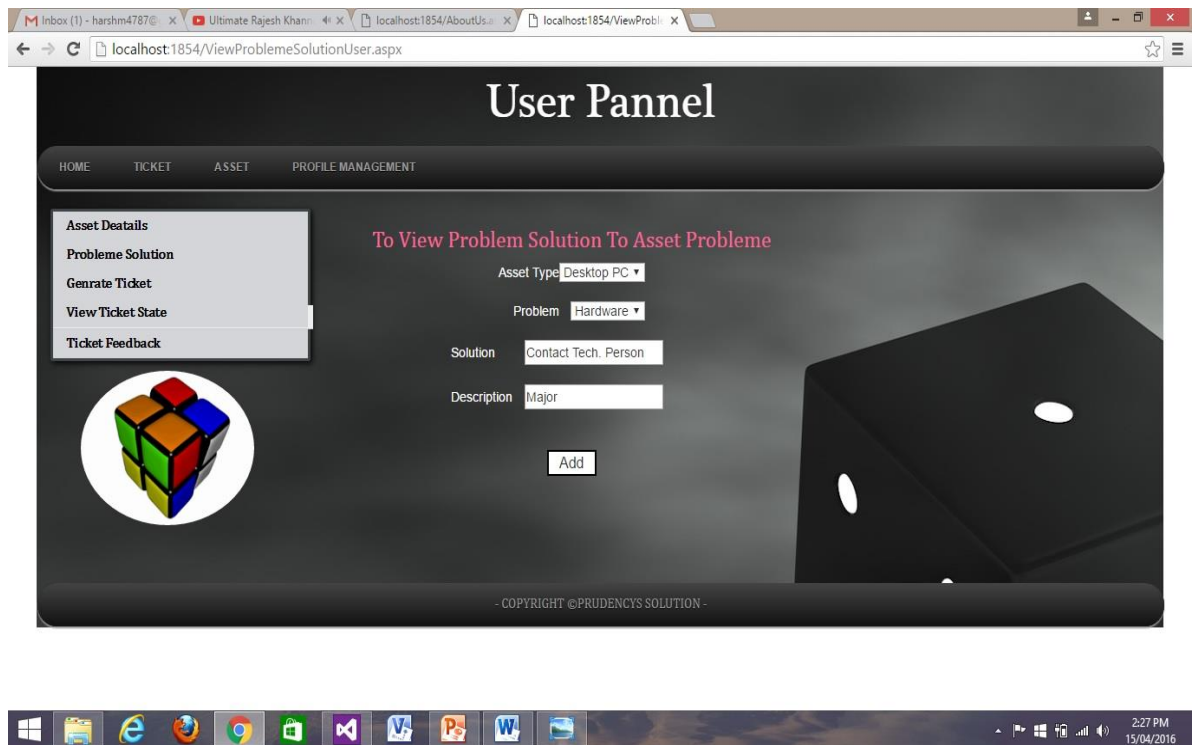 Inbox (1) - harshm4787@
Ultimate Rajesh Khann
localhost:1854/AboutUs.a
localhost:1854/ViewProbl
localhost:1854/ViewProblemeSolutionUser.aspx
User Pannel
HOME TICKET ASSET PROFILE MANAGEMENT
Asset Deatails
Probleme Solution
Genrate Ticket
View Ticket State
Ticket Feedback
To View Problem Solution To Asset Probleme
Asset Type Desktop PC
Problem Hardware
Solution Contact Tech. Person
Description Major
Add
- COPYRIGHT ©PRUDENCYS SOLUTION -
2:27 PM
15/04/2016